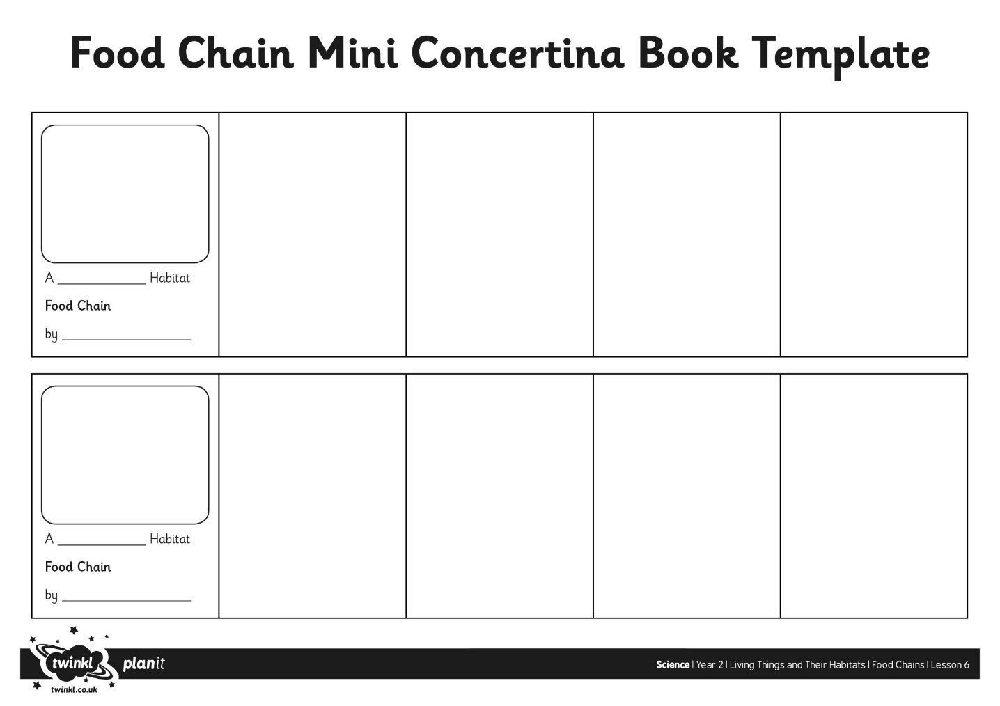 Food Chain Mini Concertina Book Template
A ____________ Habitat
Food Chain
by __________________
A ____________ Habitat
Food Chain
by __________________
twinkl planit
twinkl.co.uk
Science | Year 2 | Living Things and Their Habitats | Food Chains | Lesson 6